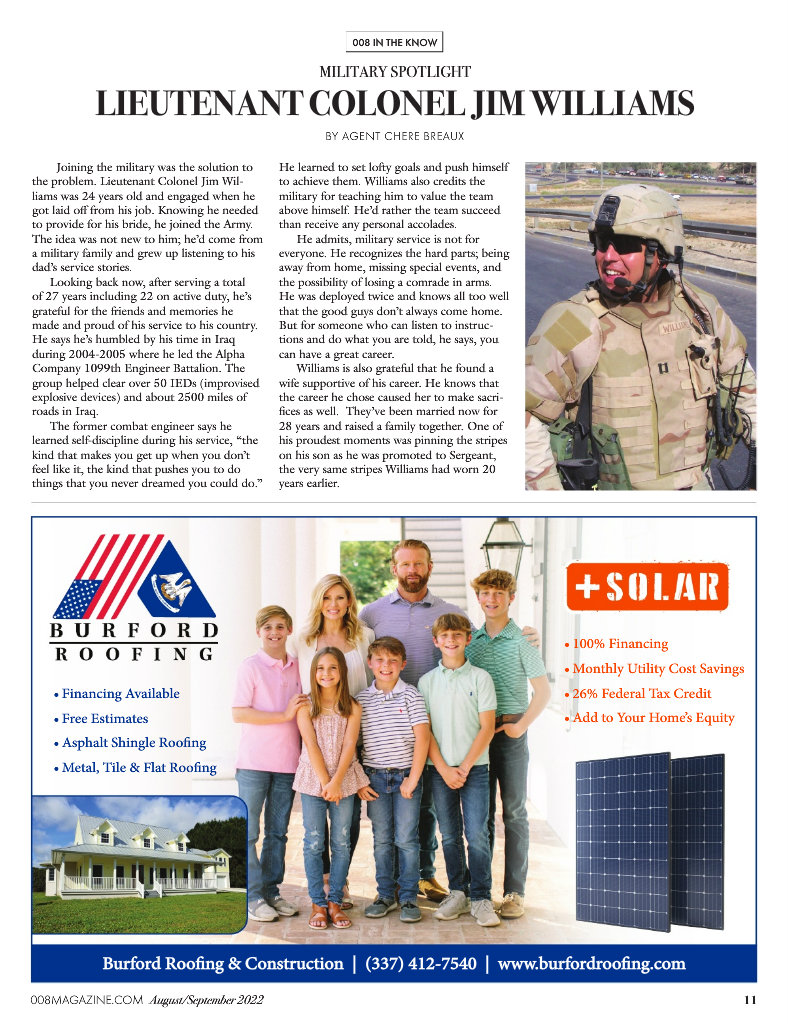 008 IN THE KNOW
MILITARY SPOTLIGHT
LIEUTENANT COLONEL JIM WILLIAMS
BY AGENT CHERE BREAUX
Joining the military was the solution to
the problem. Lieutenant Colonel Jim Wil-
liams was 24 years old and engaged when he
got laid off from his job. Knowing he needed
to provide for his bride, he joined the Army.
The idea was not new to him; he'd come from
a military family and grew up listening to his
dad's service stories.
Looking back now, after serving a total
of 27 years including 22 on active duty, he's
grateful for the friends and memories he
made and proud of his service to his country.
He says he's humbled by his time in Iraq
during 2004-2005 where he led the Alpha
Company 1099th Engineer Battalion. The
group helped clear over 50 IEDs (improvised
explosive devices) and about 2500 miles of
roads in Iraq.
The former combat engineer says he
learned self-discipline during his service, “the
kind that makes you get up when you don't
feel like it, the kind that pushes you to do
things that you never dreamed you could do.”
He learned to set lofty goals and push himself
to achieve them. Williams also credits the
military for teaching him to value the team
above himself. He'd rather the team succeed
than receive any personal accolades.
He admits, military service is not for
everyone. He recognizes the hard parts; being
away from home, missing special events, and
the possibility of losing a comrade in arms.
He was deployed twice and knows all too well
that the good guys don't always come home.
But for someone who can listen to instruc-
tions and do what you are told, he says, you
can have a great career.
Williams is also grateful that he found a
wife supportive of his career. He knows that
the career he chose caused her to make sacri-
fices as well. They've been married now for
28 years and raised a family together. One of
his proudest moments was pinning the stripes
on his son as he was promoted to Sergeant,
the very same stripes Williams had worn 20
years earlier.
BURFORD
ROOFING
• Financing Available
• Free Estimates
• Asphalt Shingle Roofing
• Metal, Tile & Flat Roofing
+SOLAR
• 100% Financing
• Monthly Utility Cost Savings
• 26% Federal Tax Credit
• Add to Your Home's Equity
Burford Roofing & Construction | (337) 412-7540 | www.burfordroofing.com
008MAGAZINE.COM August/September 2022
11